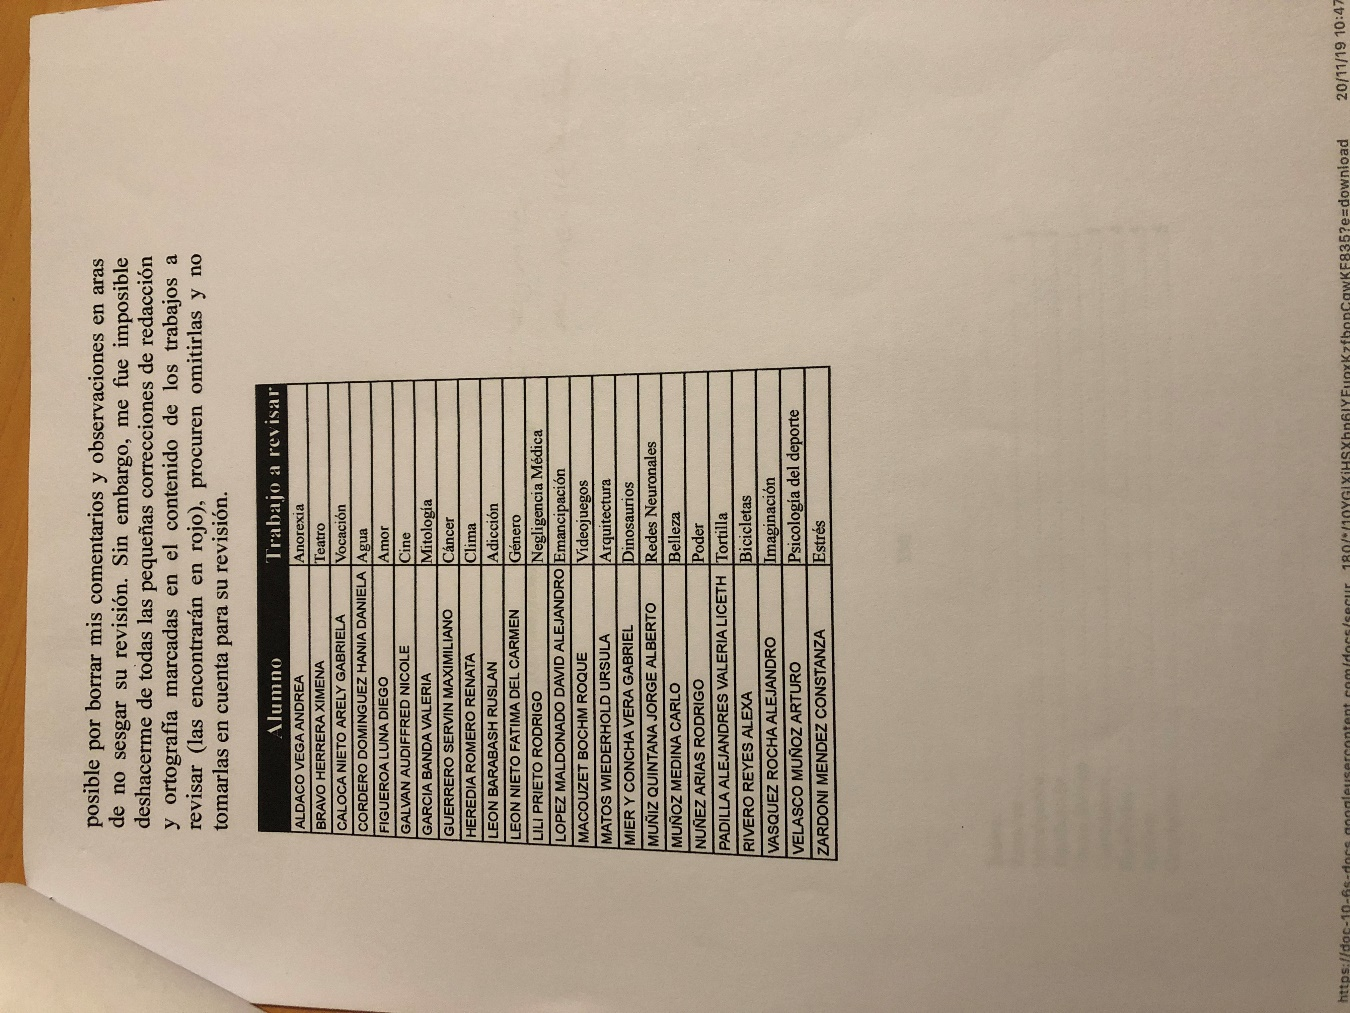 posible por borrar mis comentarios y observaciones en aras
de no sesgar su revisión. Sin embargo, me fue imposible
deshacerme de todas las pequeñas correcciones de redacción
y ortografía marcadas en el contenido de los trabajos a
revisar (las encontrarán en rojo), procuren omitirlas y no
tomarlas en cuenta para su revisión.
Alumno Trabajo a revisar
ALDACO VEGA ANDREA Anorexia
BRAVO HERRERA XIMENA Teatro
CALOCA NIETO ARELY GABRIELA Vocación
CORDERO DOMINGUEZ HANIA DANIELA Agua
FIGUEROA LUNA DIEGO Amor
GALVAN AUDIFFRED NICOLE Cine
GARCIA BANDA VALERIA Mitología
GUERRERO SERVIN MAXIMILIANO Cáncer
HEREDIA ROMERO RENATA Clima
LEON BARABASH RUSLAN Adicción
LEON NIETO FATIMA DEL CARMEN Género
LILI PRIETO RODRIGO Negligencia Médica
LOPEZ MALDONADO DAVID ALEJANDRO Emancipación
MACOUZET BOCHM ROQUE Videojuegos
MATOS WIEDERHOLD URSULA Arquitectura
MIER Y CONCHA VERA GABRIEL Dinosaurios
MUÑIZ QUINTANA JORGE ALBERTO Redes Neuronales
MUÑOZ MEDINA CARLO Belleza
NUÑEZ ARIAS RODRIGO Poder
PADILLA ALEJANDRES VALERIA LICETH Tortilla
RIVERO REYES ALEXA Bicicletas
VASQUEZ ROCHA ALEJANDRO Imaginación
VELASCO MUÑOZ ARTURO Psicología del deporte
ZARDONI MENDEZ CONSTANZA Estrés
20/11/19 10:47